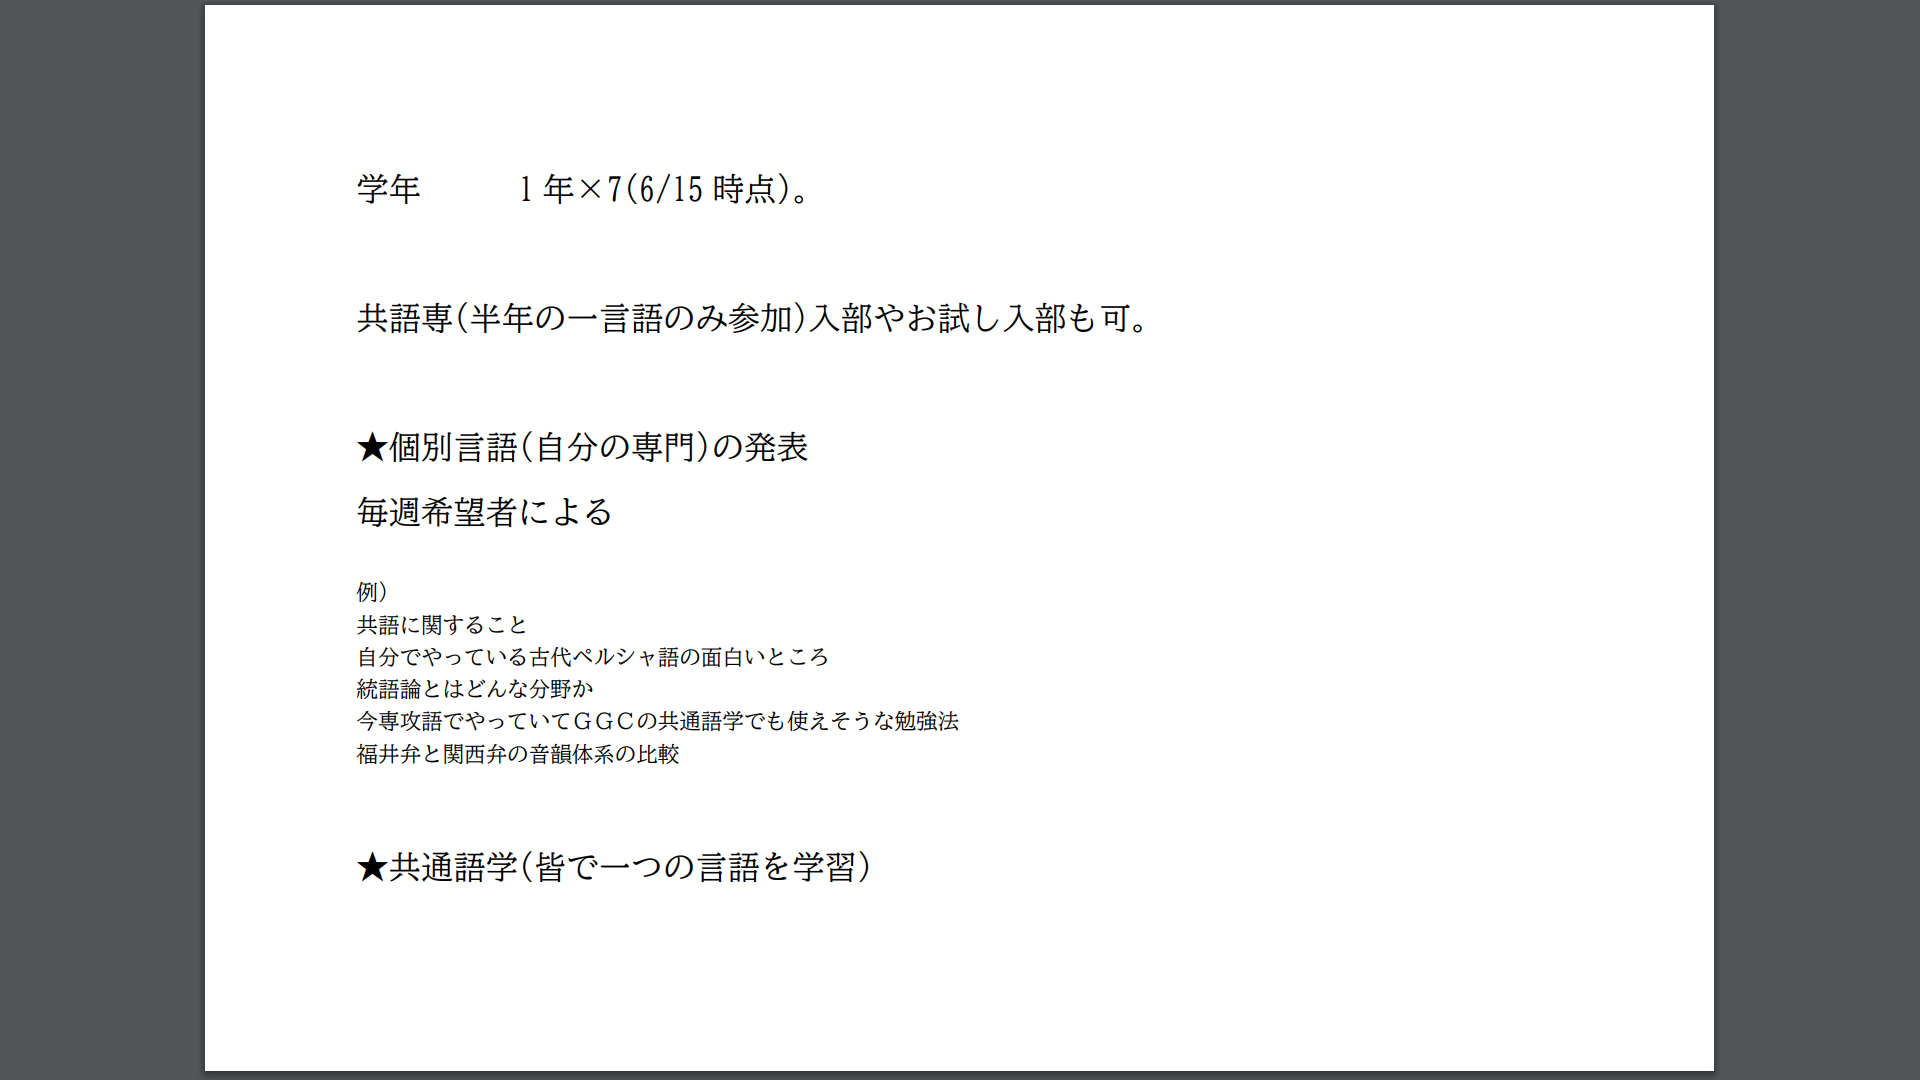 学年　　　1 年×7(6/15 時点)。
共語専(半年の一言語のみ参加)入部やお試し入部も可。
★個別言語(自分の専門)の発表
毎週希望者による
例）
共語に関すること
自分でやっている古代ペルシャ語の面白いところ
統語論とはどんな分野か
今専攻語でやっていてＧＧＣの共通語学でも使えそうな勉強法
福井弁と関西弁の音韻体系の比較
★共通語学(皆で一つの言語を学習)